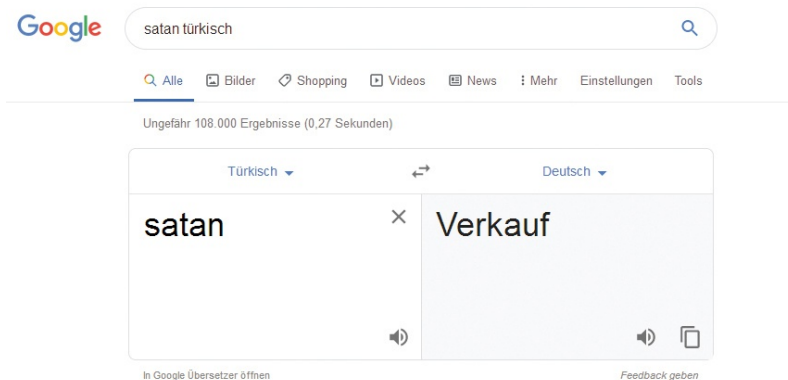 Google
satan türkisch
Alle Bilder Shopping Videos News Mehr Einstellungen Tools
Ungefähr 108.000 Ergebnisse (0,27 Sekunden)
Türkisch Deutsch
satan Verkauf
In Google Übersetzer öffnen Feedback geben